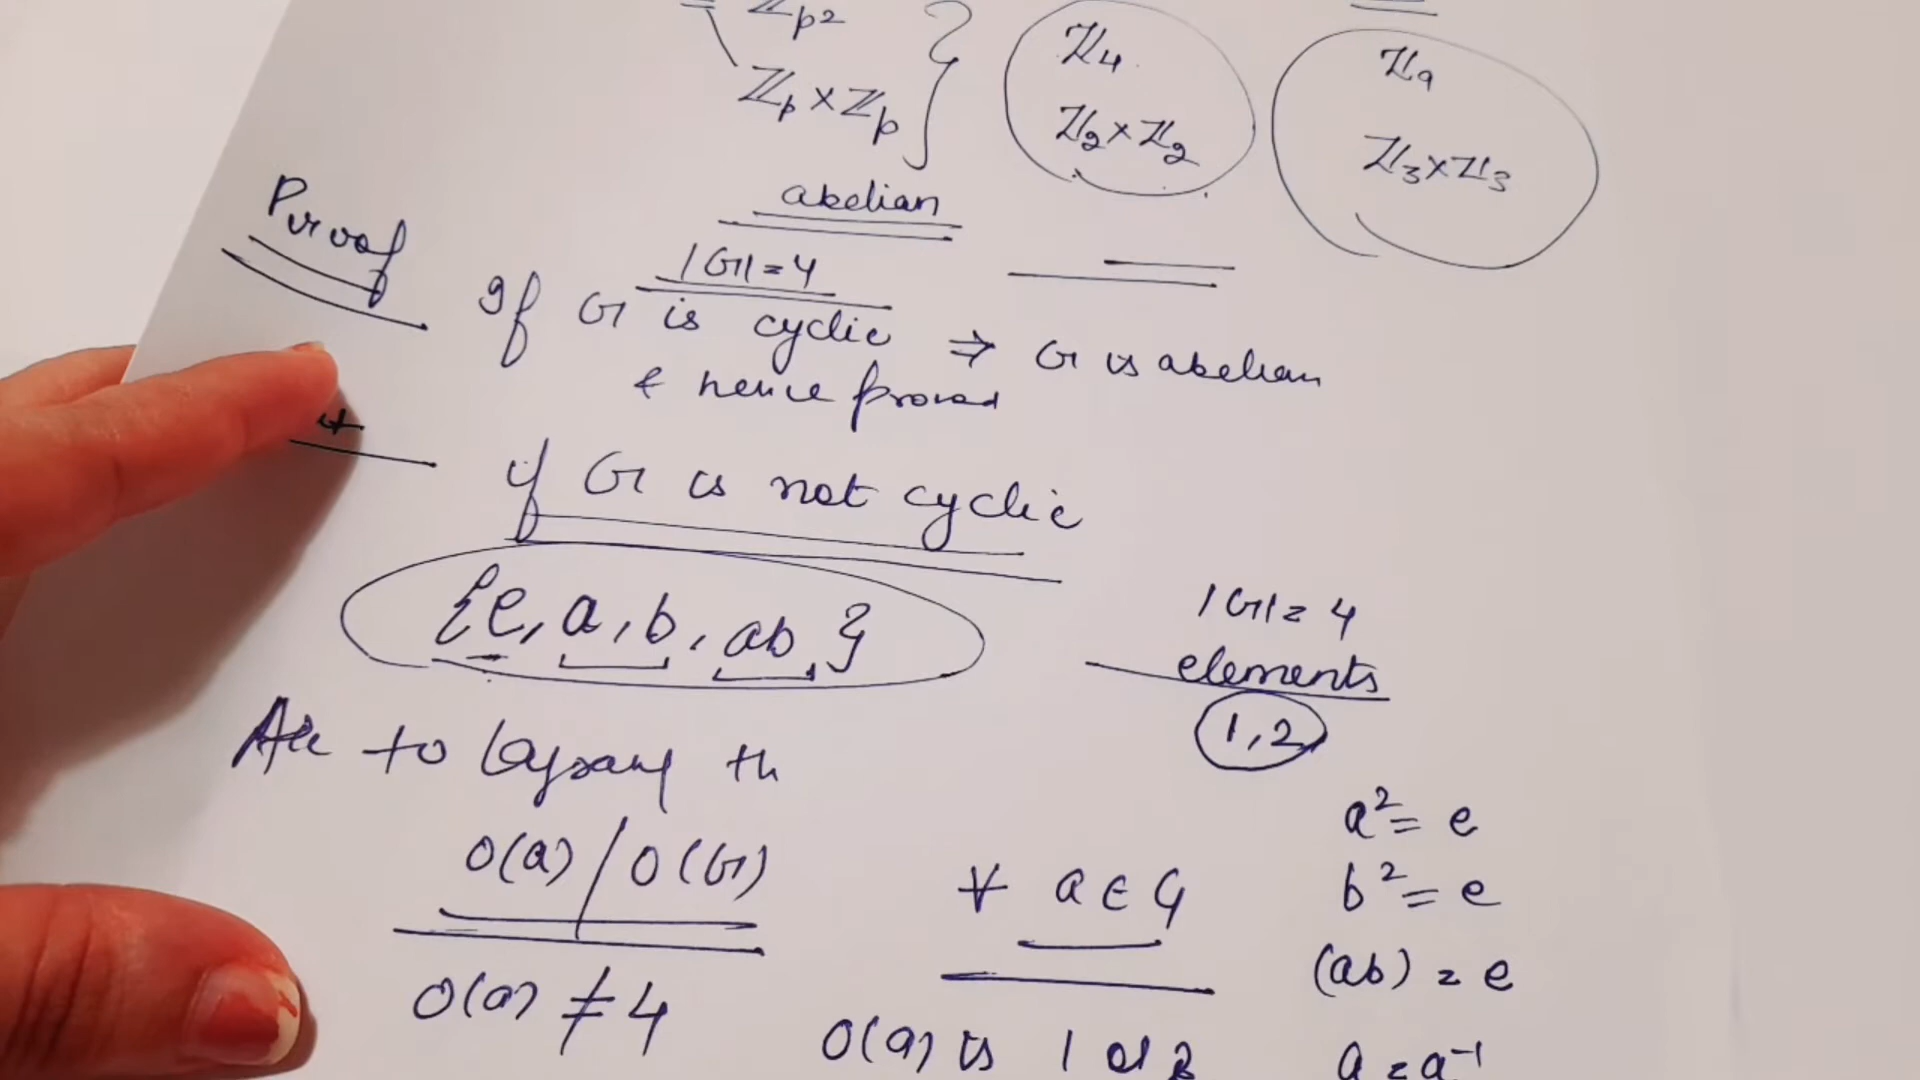 = ℤp²
ℤp × ℤp }
ℤ4
ℤ2 × ℤ2
ℤ9
ℤ3 × ℤ3
abelian
Proof
|G| = 4
If G is cyclic ⇒ G is abelian
& hence proved
if G is not cyclic
{e, a, b, ab}
|G| = 4
elements
1, 2
Acc to th
O(a) / O(G)
∀ a ∈ G
O(a) ≠ 4
O(a) is 1 or 2
a² = e
b² = e
(ab) = e
a = a⁻¹